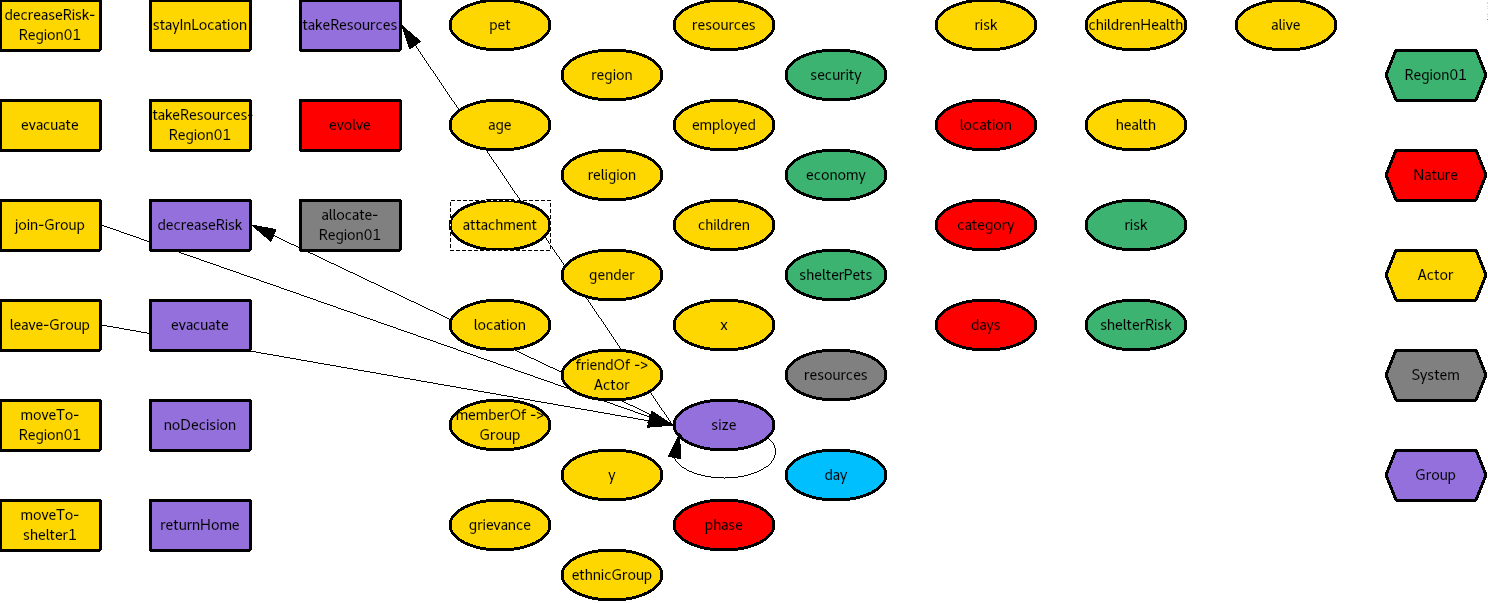 decreaseRisk-
Region01
stayInLocation
takeResources
pet
resources
risk
childrenHealth
alive
region
security
Region01
evacuate
takeResources-
Region01
evolve
age
employed
location
health
religion
economy
Nature
join-Group
decreaseRisk
allocate-
Region01
attachment
children
category
risk
gender
shelterPets
Actor
leave-Group
evacuate
location
x
days
shelterRisk
friendOf ->
Actor
resources
System
moveTo-
Region01
noDecision
memberOf ->
Group
size
y
day
Group
moveTo-
shelter1
returnHome
grievance
phase
ethnicGroup